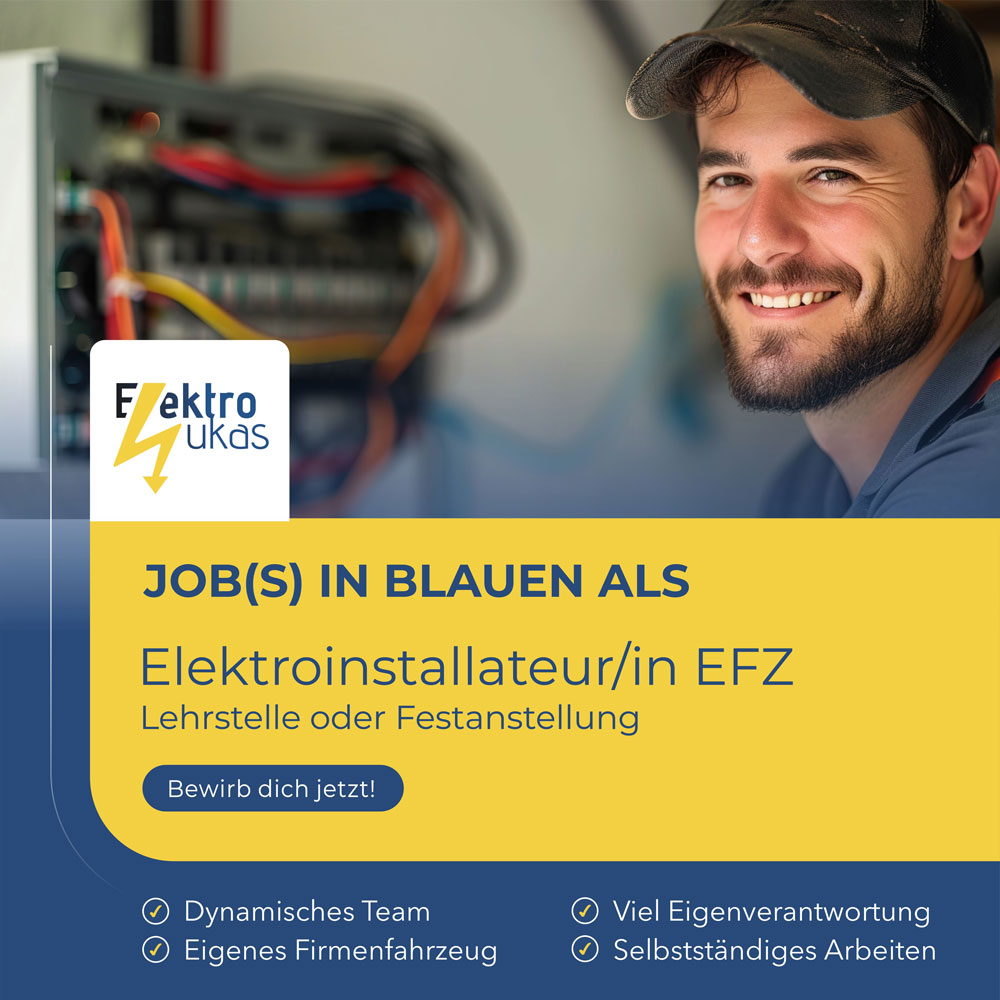 Elektro
Lukas
JOB(S) IN BLAUEN ALS
Elektroinstallateur/in EFZ
Lehrstelle oder Festanstellung
Bewirb dich jetzt!
Dynamisches Team
Eigenes Firmenfahrzeug
Viel Eigenverantwortung
Selbstständiges Arbeiten